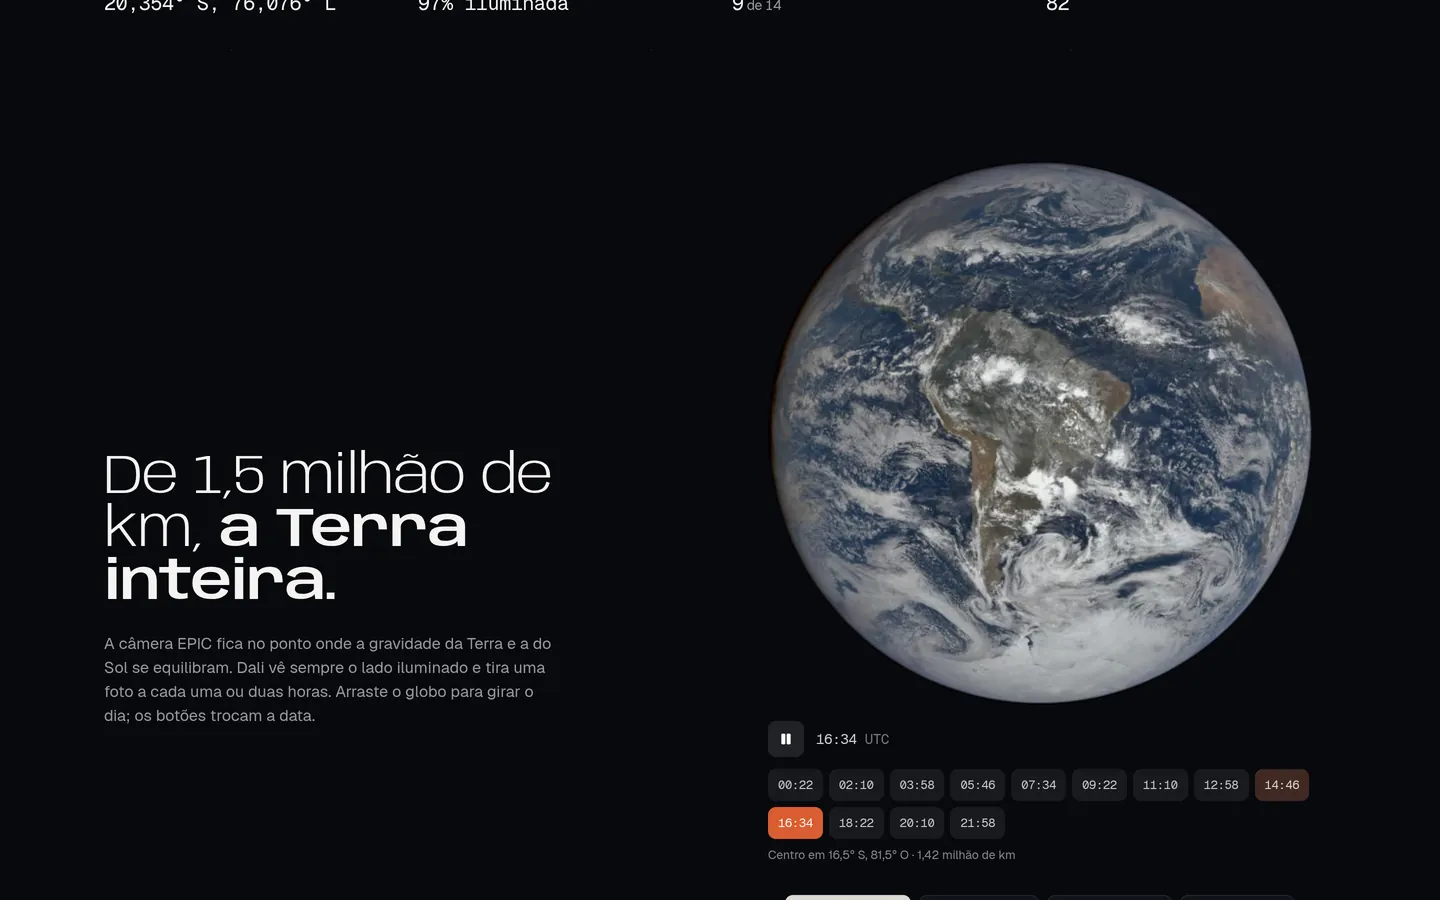 20,354° S, 76,076° L
97% iluminada
9 de 14
82
De 1,5 milhão de
km, a Terra
inteira.
A câmera EPIC fica no ponto onde a gravidade da Terra e a do
Sol se equilibram. Dali vê sempre o lado iluminado e tira uma
foto a cada uma ou duas horas. Arraste o globo para girar o
dia; os botões trocam a data.
16:34 UTC
00:22 02:10 03:58 05:46 07:34 09:22 11:10 12:58 14:46
16:34 18:22 20:10 21:58
Centro em 16,5° S, 81,5° O · 1,42 milhão de km